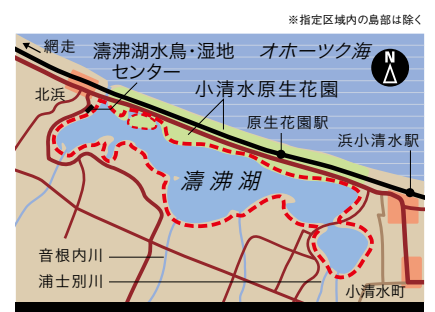 ※指定区域内の島部は除く
網走
濤沸湖水鳥・湿地
センター
オホーツク海
N
北浜
小清水原生花園
原生花園駅
浜小清水駅
濤沸湖
音根内川
浦士別川
小清水町